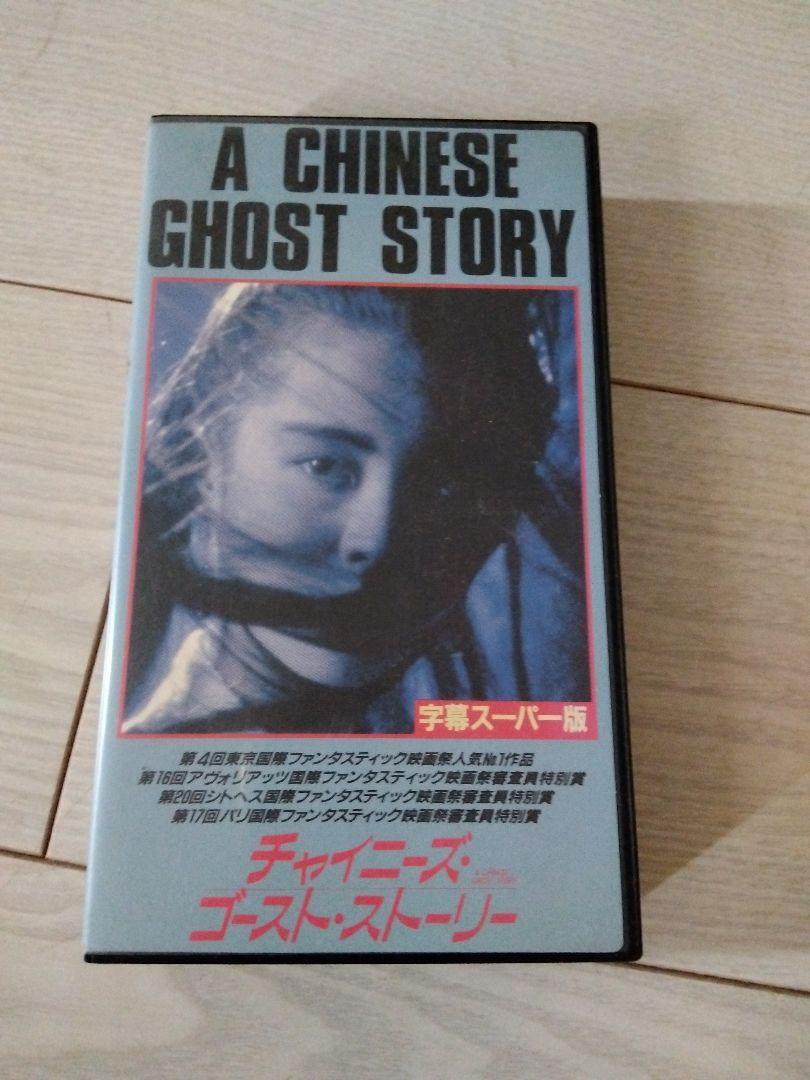 A CHINESE
GHOST STORY
字幕スーパー版
第4回東京国際ファンタスティック映画祭人気No.1作品
第16回アヴォリアッツ国際ファンタスティック映画祭審査員特別賞
第20回シトヘス国際ファンタスティック映画祭審査員特別賞
第17回パリ国際ファンタスティック映画祭審査員特別賞
チャイニーズ・
ゴースト・ストーリー